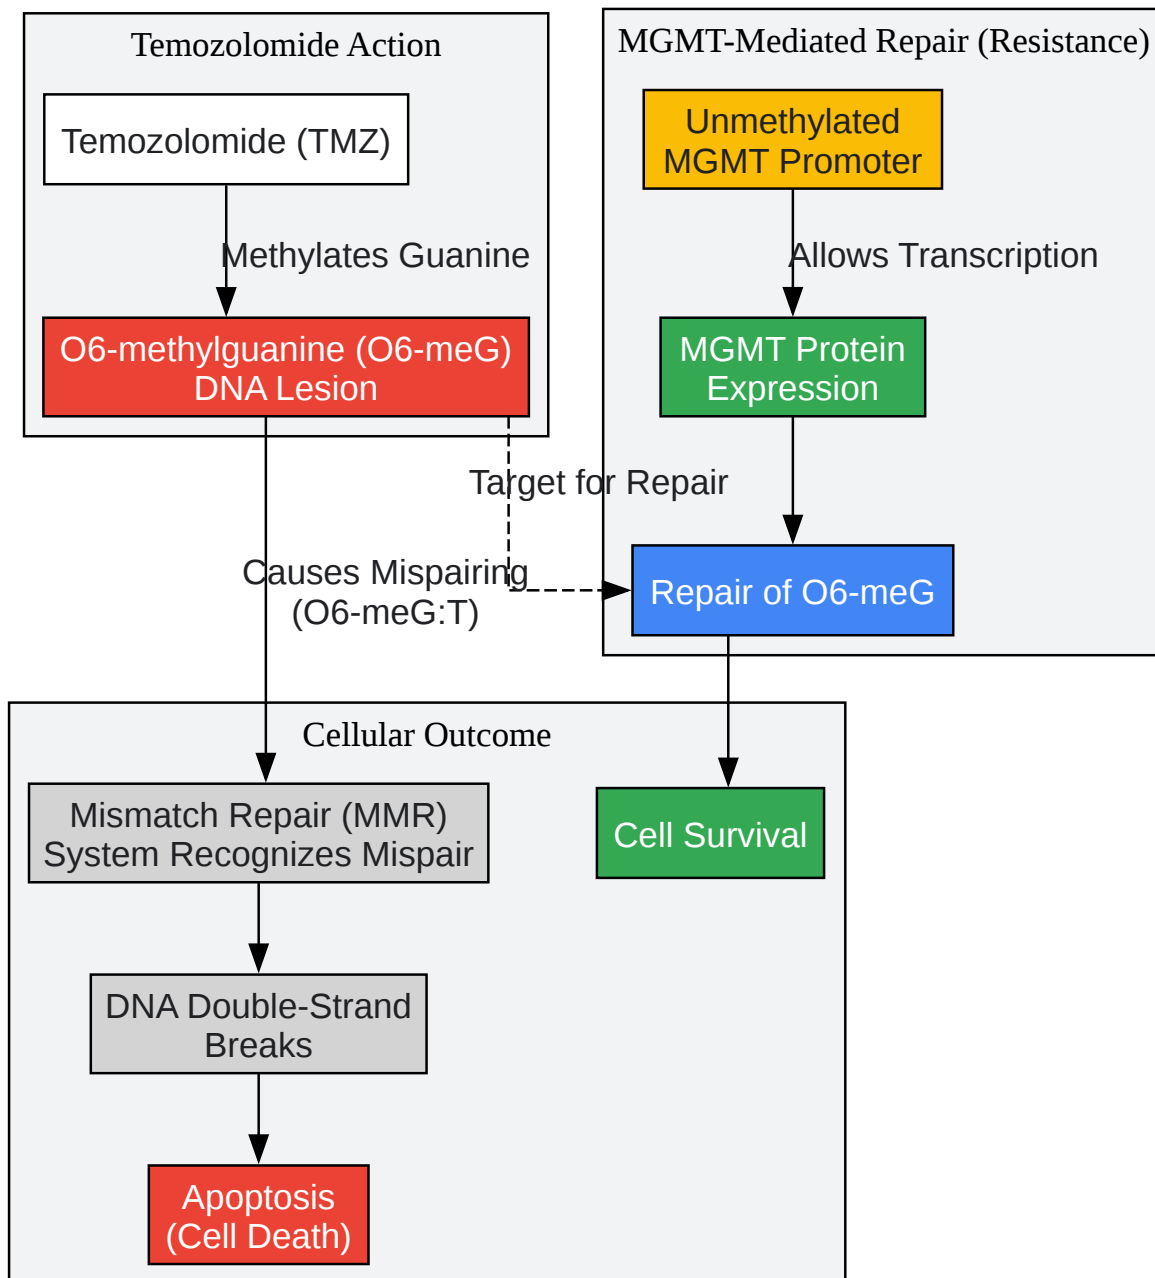 Temozolomide Action
Temozolomide (TMZ)
Methylates Guanine
O6-methylguanine (O6-meG)
DNA Lesion
MGMT-Mediated Repair (Resistance)
Unmethylated
MGMT Promoter
Allows Transcription
MGMT Protein
Expression
Target for Repair
Repair of O6-meG
Causes Mispairing
(O6-meG:T)
Cellular Outcome
Mismatch Repair (MMR)
System Recognizes Mispair
Cell Survival
DNA Double-Strand
Breaks
Apoptosis
(Cell Death)